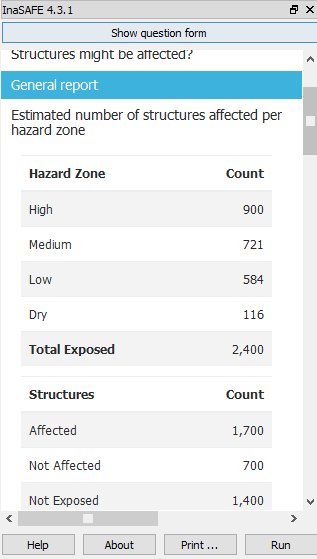 InaSAFE 4.3.1
Show question form
Structures might be affected?
General report
Estimated number of structures affected per
hazard zone
Hazard Zone Count
High 900
Medium 721
Low 584
Dry 116
Total Exposed 2,400
Structures Count
Affected 1,700
Not Affected 700
Not Exposed 1,400
Help About Print ... Run